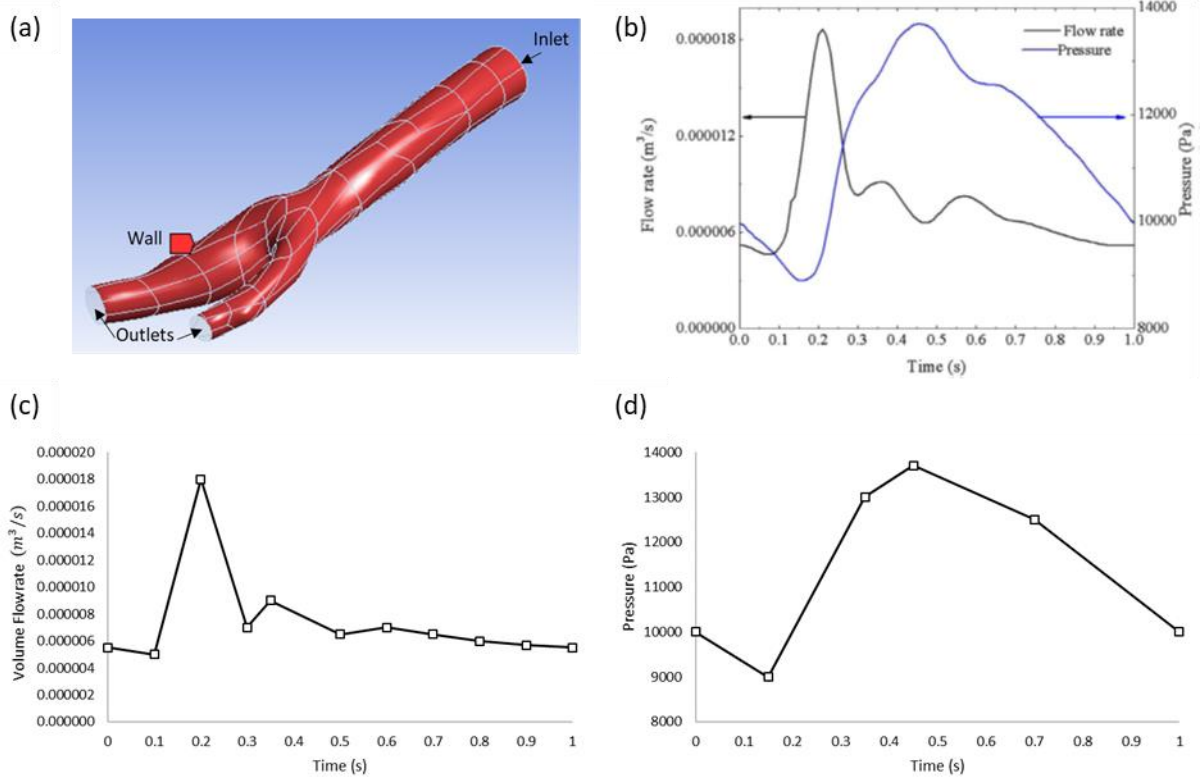 (a)
Inlet
Wall
Outlets
(b)
Flow rate
Pressure
Flow rate (m³/s)
0.000018
0.000012
0.000006
0.000000
Pressure (Pa)
14000
12000
10000
8000
0.0 0.1 0.2 0.3 0.4 0.5 0.6 0.7 0.8 0.9 1.0
Time (s)
(c)
Volume Flowrate (m³/s)
0.000020
0.000018
0.000016
0.000014
0.000012
0.000010
0.000008
0.000006
0.000004
0.000002
0.000000
0 0.1 0.2 0.3 0.4 0.5 0.6 0.7 0.8 0.9 1
Time (s)
(d)
Pressure (Pa)
14000
13000
12000
11000
10000
9000
8000
0 0.1 0.2 0.3 0.4 0.5 0.6 0.7 0.8 0.9 1
Time (s)